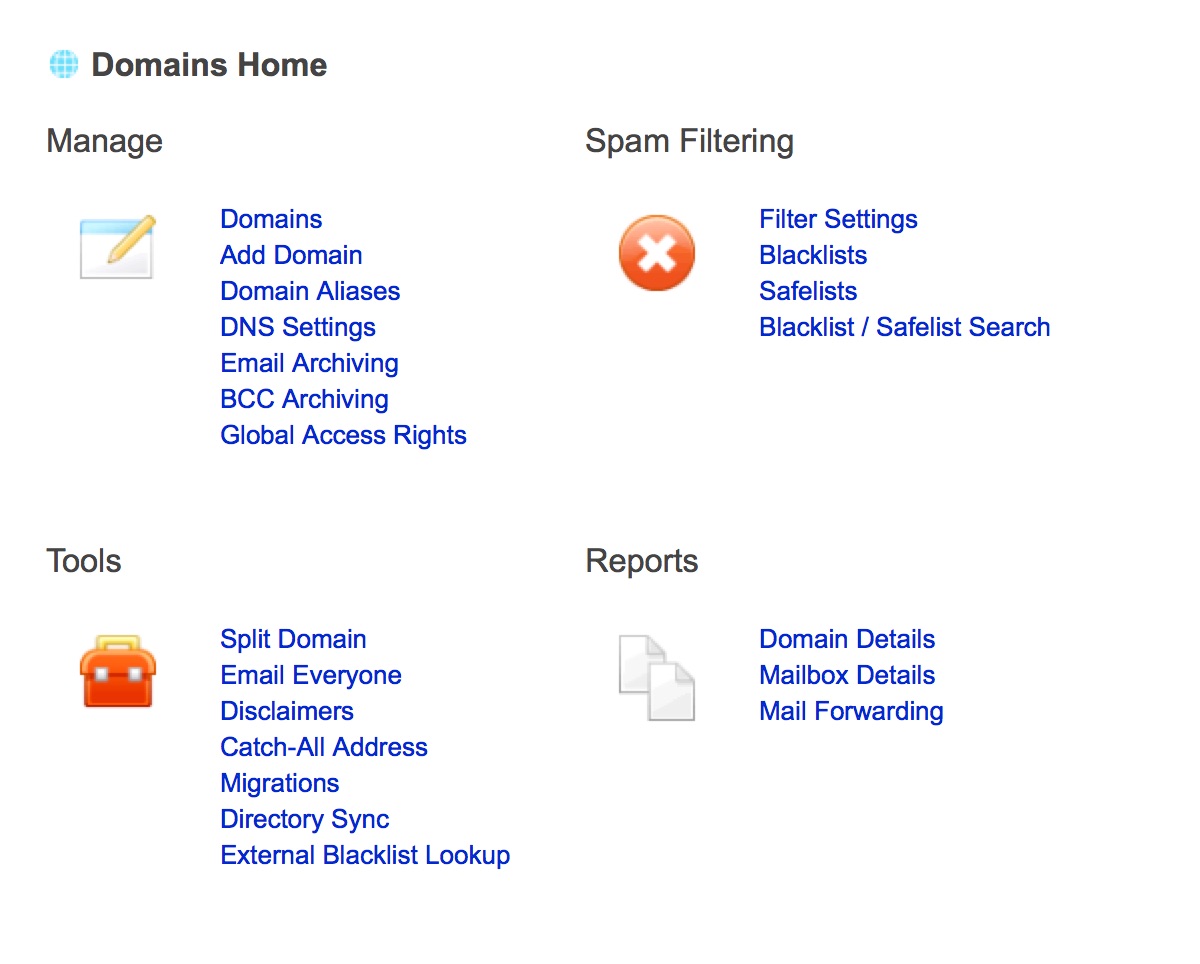 Domains Home
Manage
Domains
Add Domain
Domain Aliases
DNS Settings
Email Archiving
BCC Archiving
Global Access Rights
Spam Filtering
Filter Settings
Blacklists
Safelists
Blacklist / Safelist Search
Tools
Split Domain
Email Everyone
Disclaimers
Catch-All Address
Migrations
Directory Sync
External Blacklist Lookup
Reports
Domain Details
Mailbox Details
Mail Forwarding